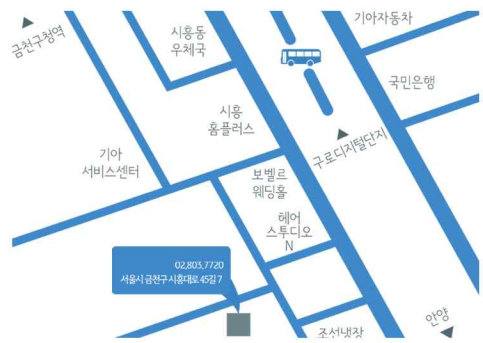 금천구청역
시흥동
우체국
기아자동차
국민은행
시흥
홈플러스
구로디지털단지
기아
서비스센터
보벨르
웨딩홀
헤어
스투디오
N
02.803.7720
서울시 금천구 시흥대로 45길 7
안양
조선냉장